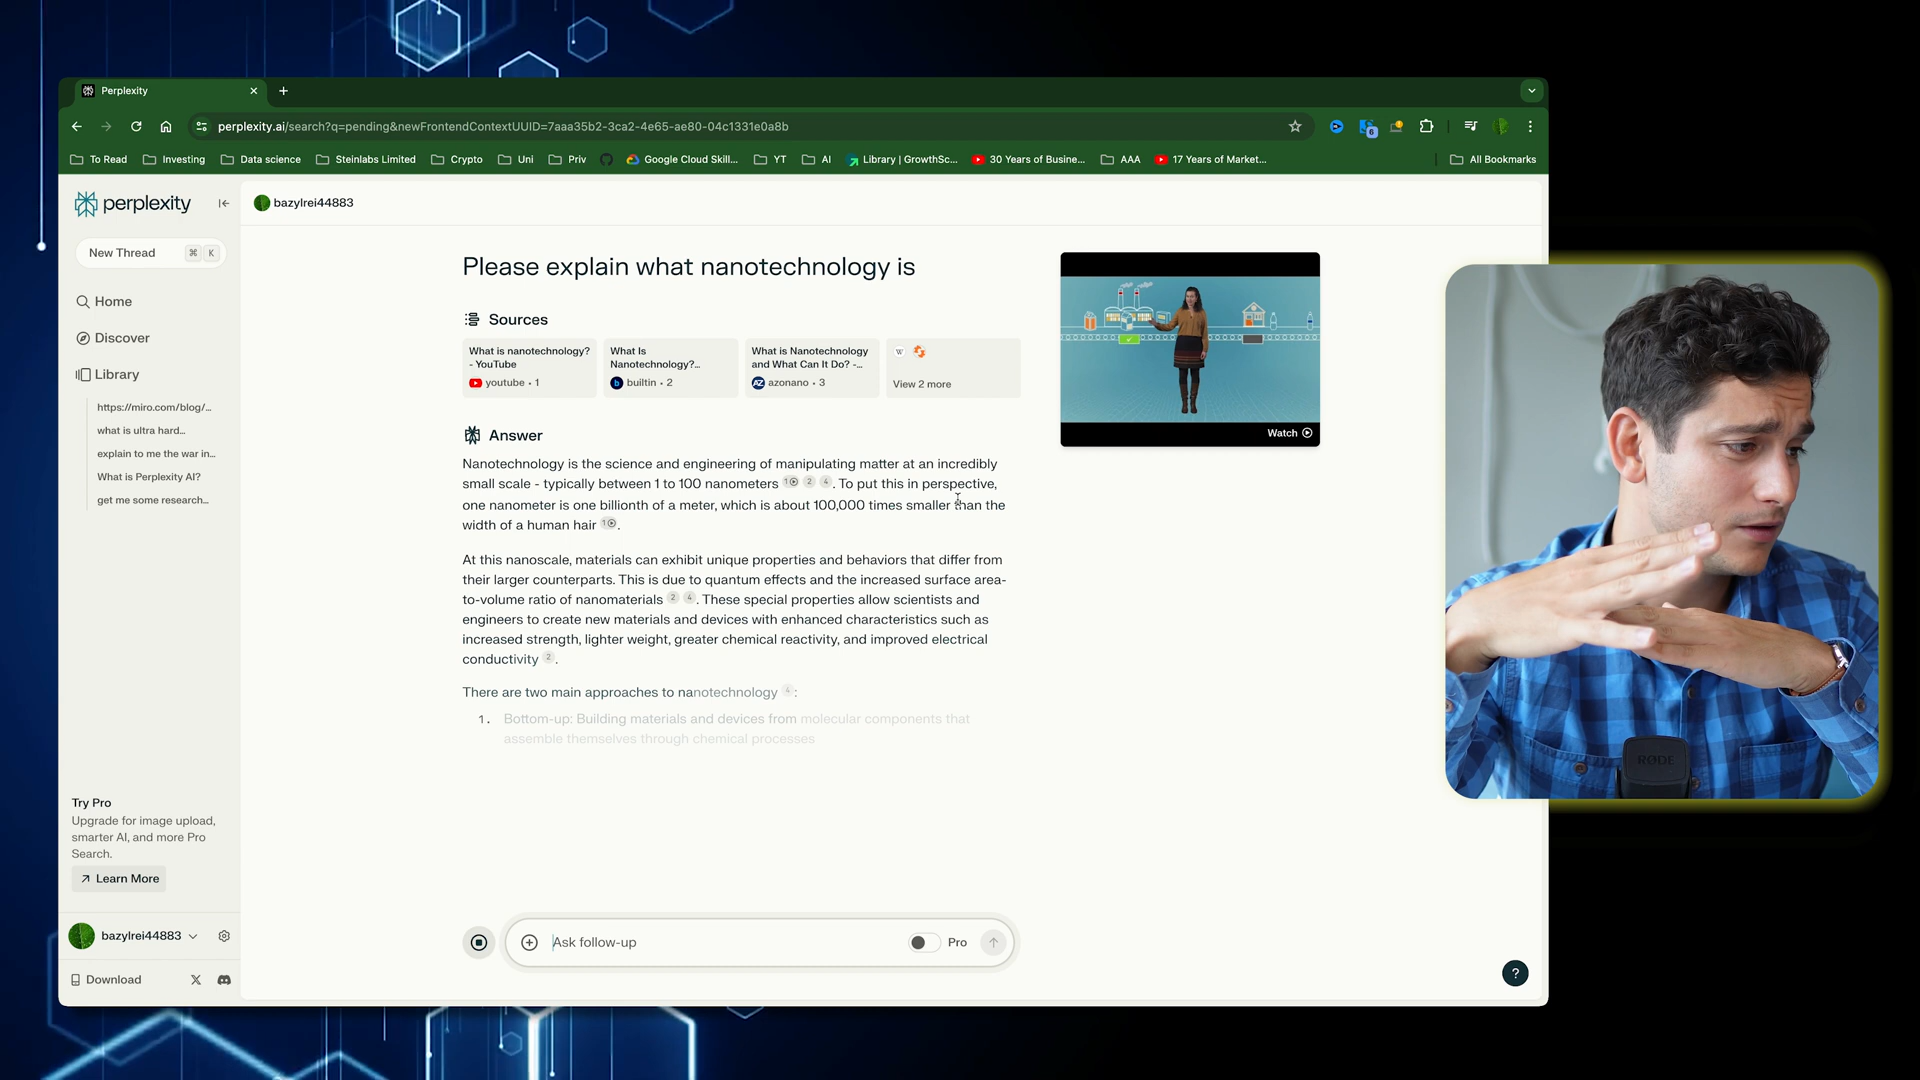 Perplexity
perplexity.ai/search?q=pending&newFrontendContextUUID=7aaa35b2-3ca2-4e65-ae80-04c1331e0a8b
To Read Investing Data science Steinlabs Limited Crypto Uni Priv Google Cloud Skill... YT AI Library | GrowthSc... 30 Years of Busine... AAA 17 Years of Market... All Bookmarks
perplexity
bazylrei44883
New Thread ⌘ K
Home
Discover
Library
https://miro.com/blog/...
what is ultra hard...
explain to me the war in...
What is Perplexity AI?
get me some research...
Try Pro
Upgrade for image upload,
smarter AI, and more Pro
Search.
Learn More
bazylrei44883
Download
Please explain what nanotechnology is
Sources
What is nanotechnology?
- YouTube
youtube • 1
What Is
Nanotechnology?...
builtin • 2
What is Nanotechnology
and What Can It Do? -...
azonano • 3
View 2 more
Watch
Answer
Nanotechnology is the science and engineering of manipulating matter at an incredibly
small scale - typically between 1 to 100 nanometers 1 2 4. To put this in perspective,
one nanometer is one billionth of a meter, which is about 100,000 times smaller than the
width of a human hair 1.
At this nanoscale, materials can exhibit unique properties and behaviors that differ from
their larger counterparts. This is due to quantum effects and the increased surface area-
to-volume ratio of nanomaterials 2 4. These special properties allow scientists and
engineers to create new materials and devices with enhanced characteristics such as
increased strength, lighter weight, greater chemical reactivity, and improved electrical
conductivity 2.
There are two main approaches to nanotechnology 4:
1. Bottom-up: Building materials and devices from molecular components that
assemble themselves through chemical processes
Ask follow-up
Pro
?
RØDE